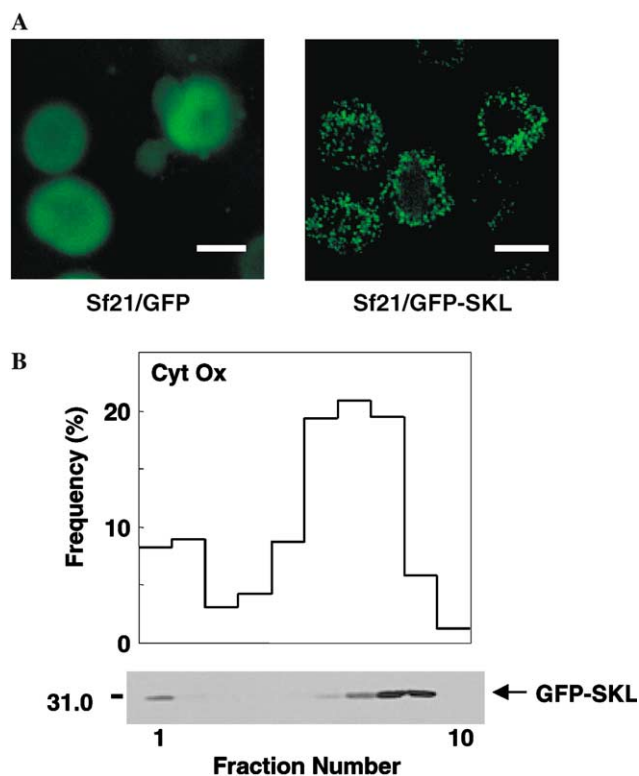 A
Sf21/GFP
Sf21/GFP-SKL
B
Cyt Ox
Frequency (%)
20
10
0
31.0
GFP-SKL
1
10
Fraction Number